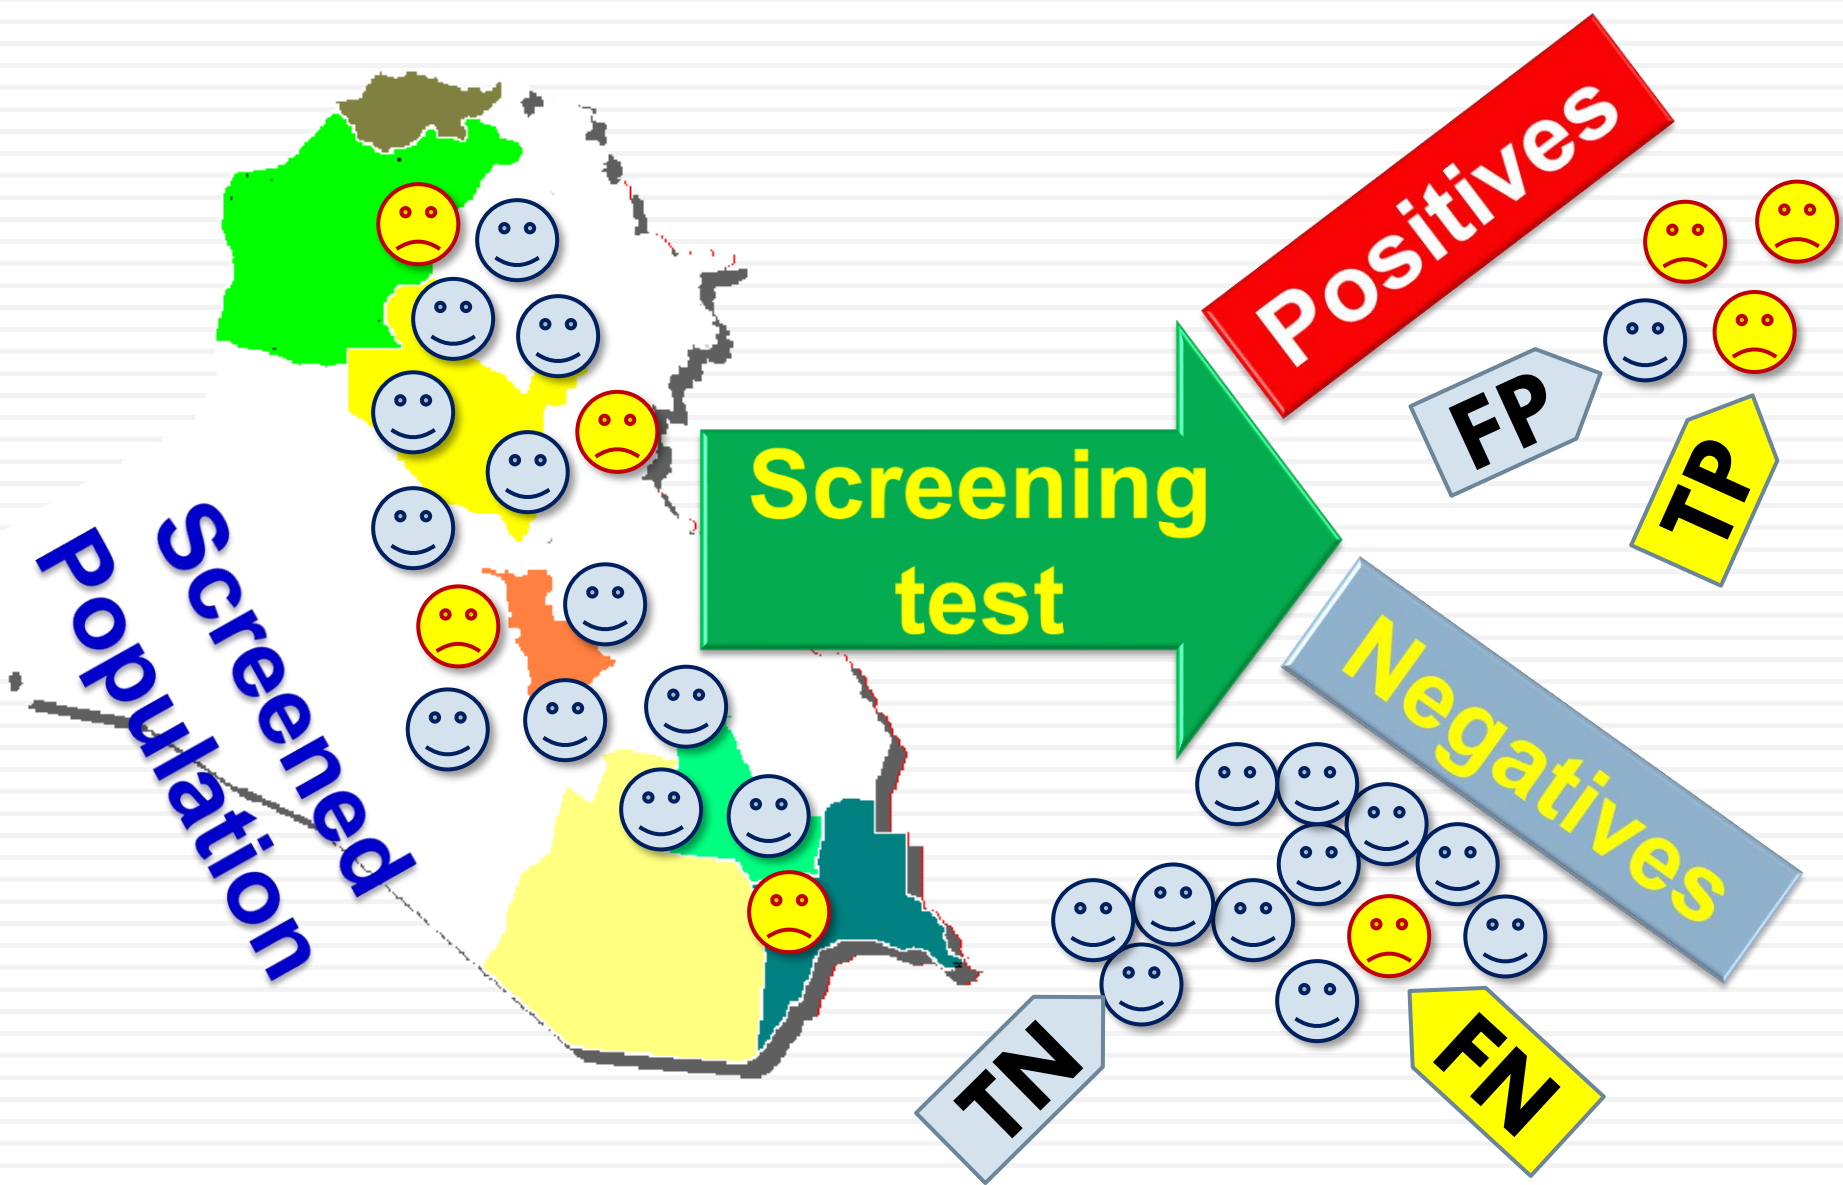 Screened
Population
Screening
test
Positives
FP
TP
Negatives
TN
FN